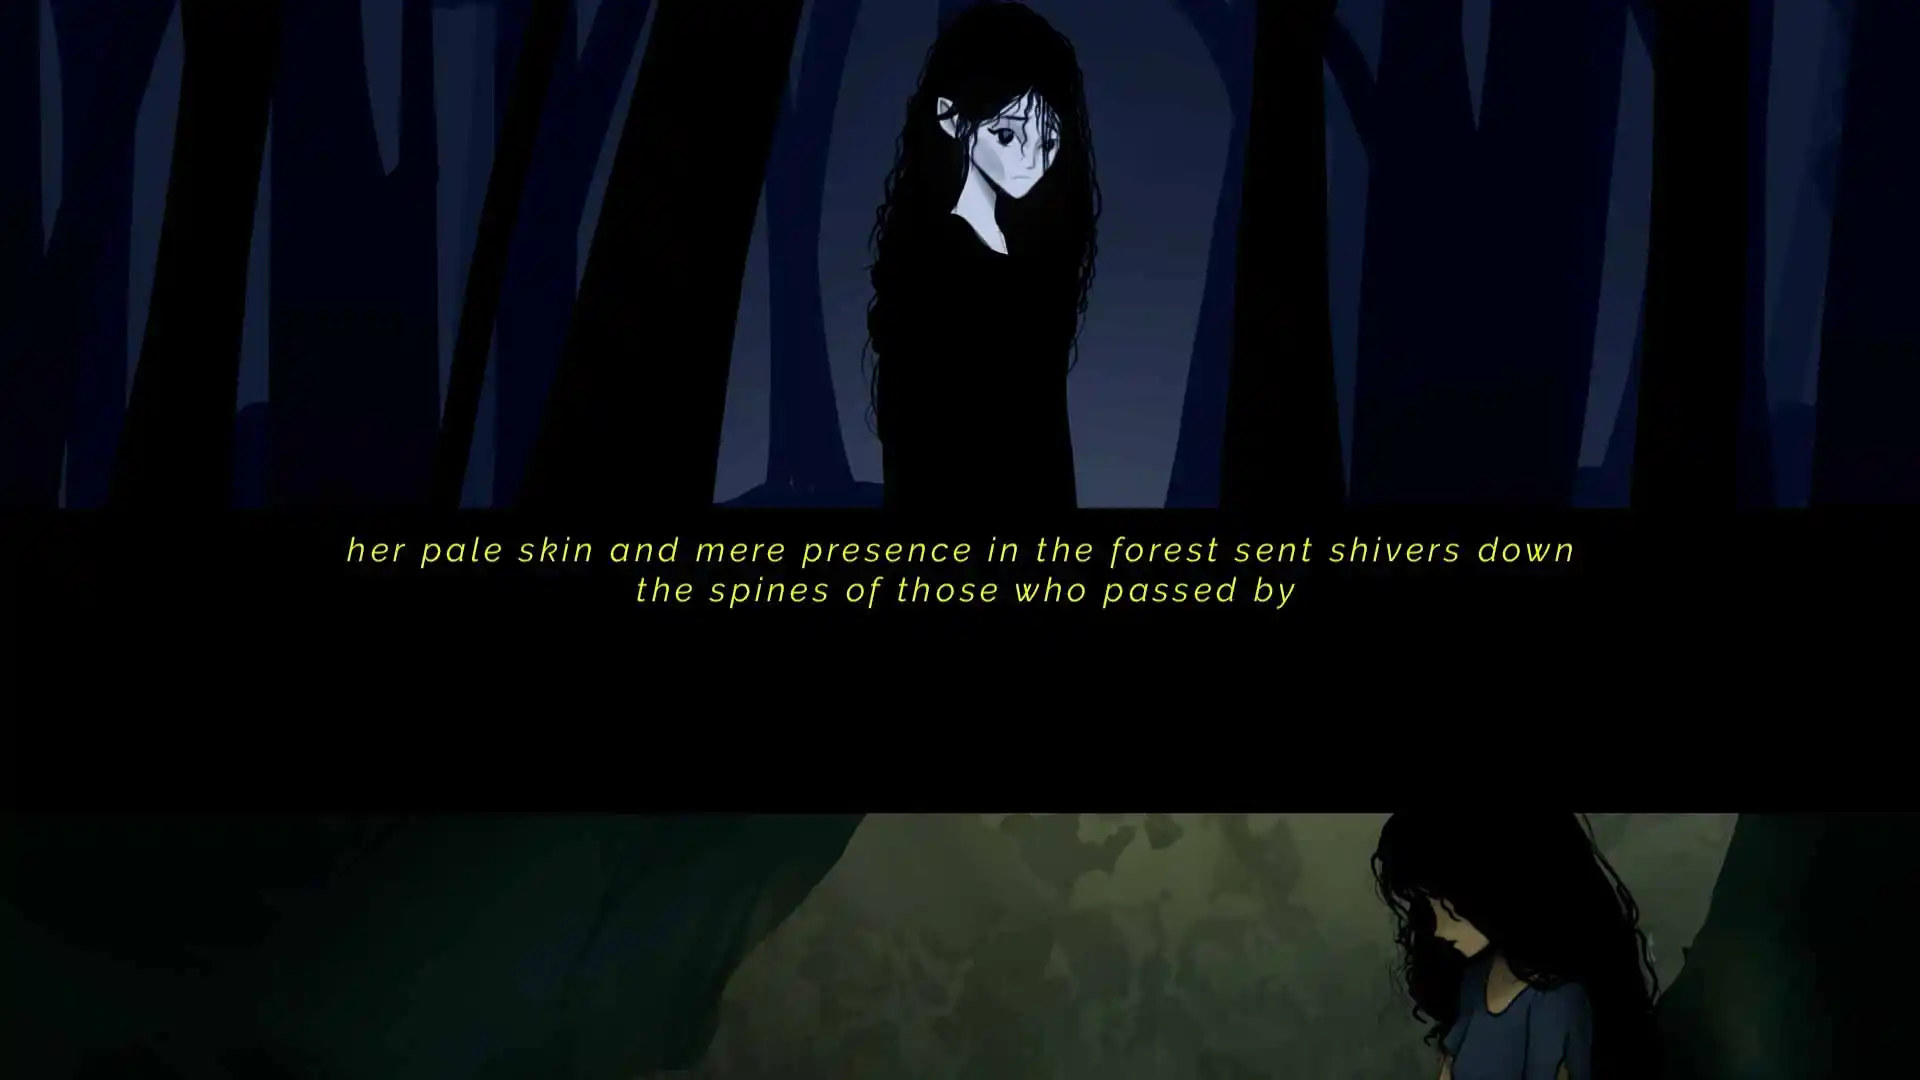 her pale skin and mere presence in the forest sent shivers down
the spines of those who passed by